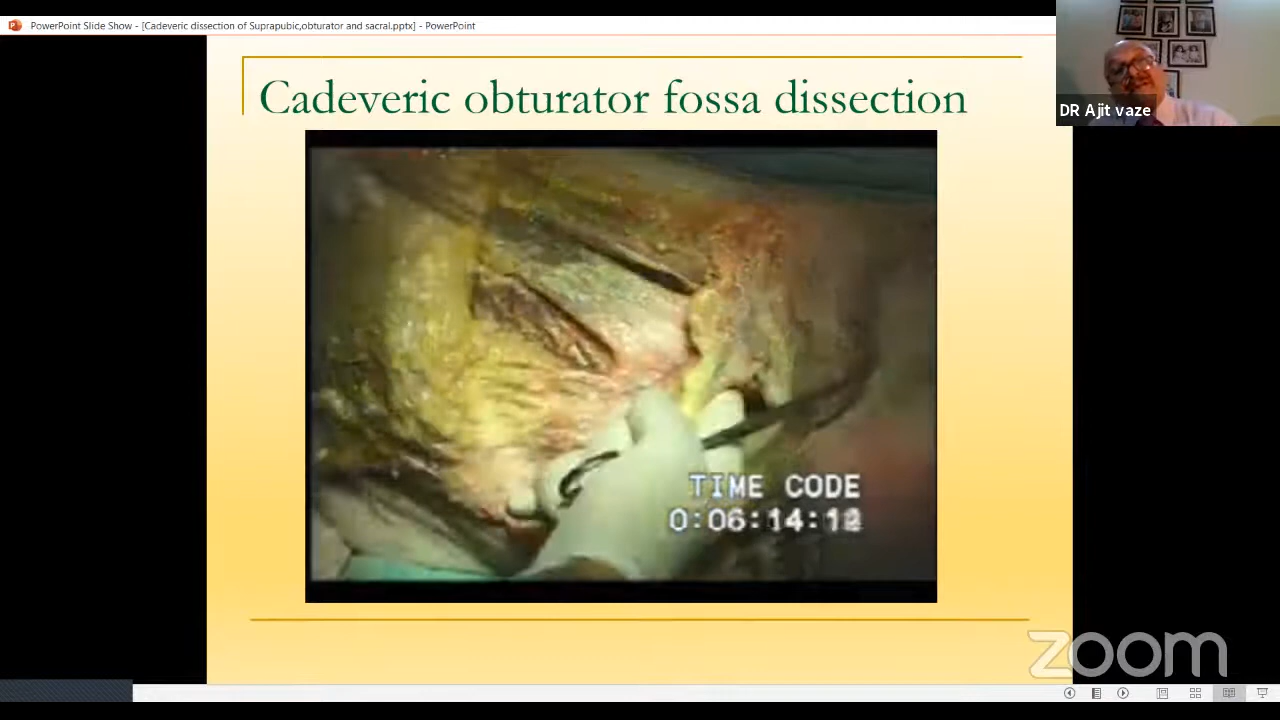 PowerPoint Slide Show - [Cadeveric dissection of Suprapubic,obturator and sacral.pptx] - PowerPoint
Cadeveric obturator fossa dissection
DR Ajit vaze
TIME CODE
0:06:14:
zoom